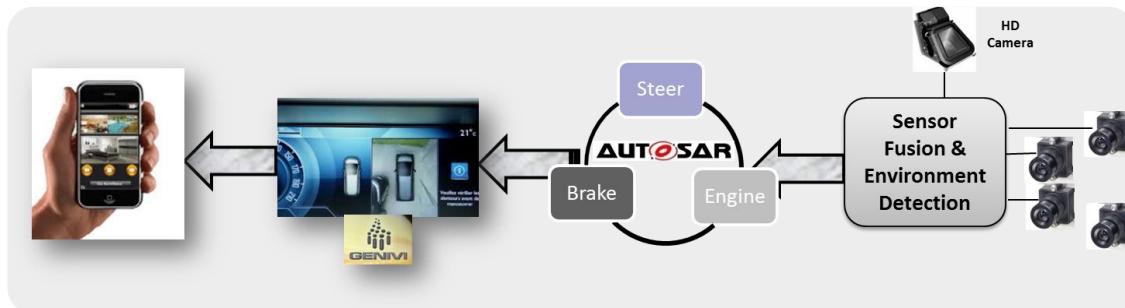 HD
Camera
Steer
AUTOSAR
Brake
Engine
Sensor
Fusion &
Environment
Detection
21°c
GENIVI